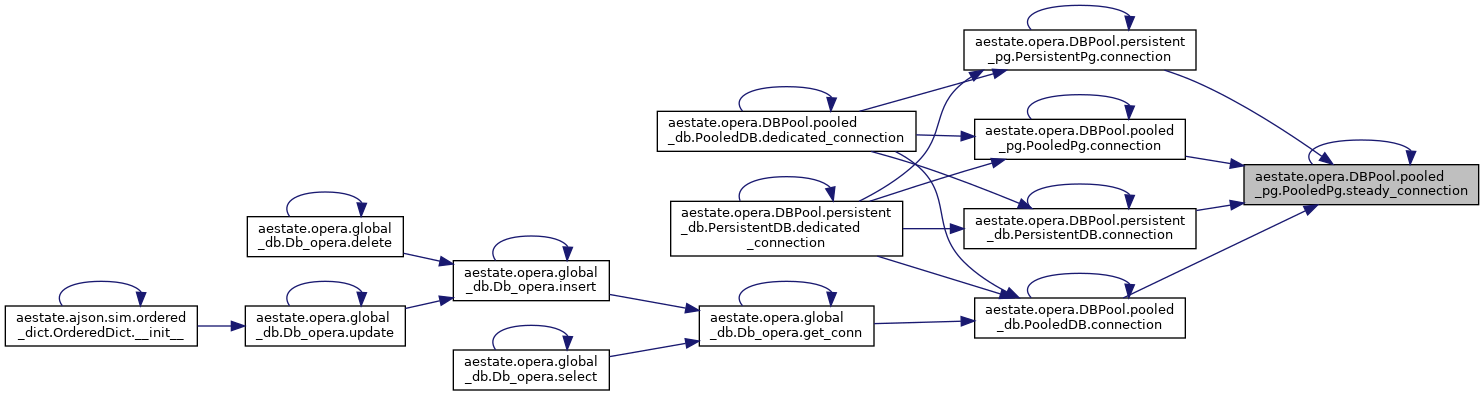 aestate.opera.DBPool.persistent
_pg.PersistentPg.connection
aestate.opera.DBPool.pooled
_db.PooledDB.dedicated_connection
aestate.opera.DBPool.pooled
_pg.PooledPg.connection
aestate.opera.DBPool.pooled
_pg.PooledPg.steady_connection
aestate.opera.DBPool.persistent
_db.PersistentDB.dedicated
_connection
aestate.opera.DBPool.persistent
_db.PersistentDB.connection
aestate.opera.global
_db.Db_opera.delete
aestate.opera.global
_db.Db_opera.insert
aestate.ajson.sim.ordered
_dict.OrderedDict.__init__
aestate.opera.global
_db.Db_opera.update
aestate.opera.global
_db.Db_opera.get_conn
aestate.opera.DBPool.pooled
_db.PooledDB.connection
aestate.opera.global
_db.Db_opera.select